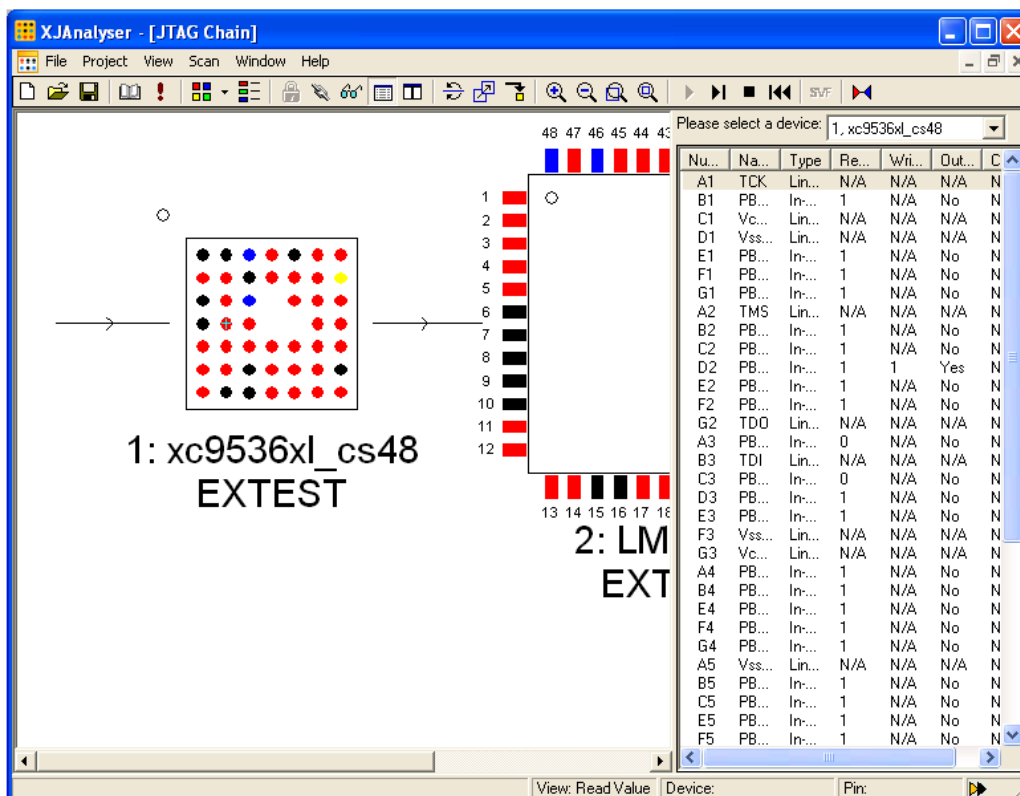 XJAnalyser - [JTAG Chain]
File Project View Scan Window Help
SVF
48 47 46 45 44 43
1
2
3
4
5
6
7
8
9
10
11
12
13 14 15 16 17 18
1: xc9536xl_cs48
EXTEST
2: LM
EXT
Please select a device: 1, xc9536xl_cs48
Nu... Na... Type Re... Wri... Out... C
A1 TCK Lin... N/A N/A N/A N
B1 PB... In-... 1 N/A No N
C1 Vc... Lin... N/A N/A N/A N
D1 Vss... Lin... N/A N/A N/A N
E1 PB... In-... 1 N/A No N
F1 PB... In-... 1 N/A No N
G1 PB... In-... 1 N/A No N
A2 TMS Lin... N/A N/A N/A N
B2 PB... In-... 1 N/A No N
C2 PB... In-... 1 N/A No N
D2 PB... In-... 1 1 Yes N
E2 PB... In-... 1 N/A No N
F2 PB... In-... 1 N/A No N
G2 TDO Lin... N/A N/A N/A N
A3 PB... In-... 0 N/A No N
B3 TDI Lin... N/A N/A N/A N
C3 PB... In-... 0 N/A No N
D3 PB... In-... 1 N/A No N
E3 PB... In-... 1 N/A No N
F3 Vss... Lin... N/A N/A N/A N
G3 Vc... Lin... N/A N/A N/A N
A4 PB... In-... 1 N/A No N
B4 PB... In-... 1 N/A No N
E4 PB... In-... 1 N/A No N
F4 PB... In-... 1 N/A No N
G4 PB... In-... 1 N/A No N
A5 Vss... Lin... N/A N/A N/A N
B5 PB... In-... 1 N/A No N
C5 PB... In-... 1 N/A No N
E5 PB... In-... 1 N/A No N
F5 PB... In-... 1 N/A No N
View: Read Value Device: Pin: